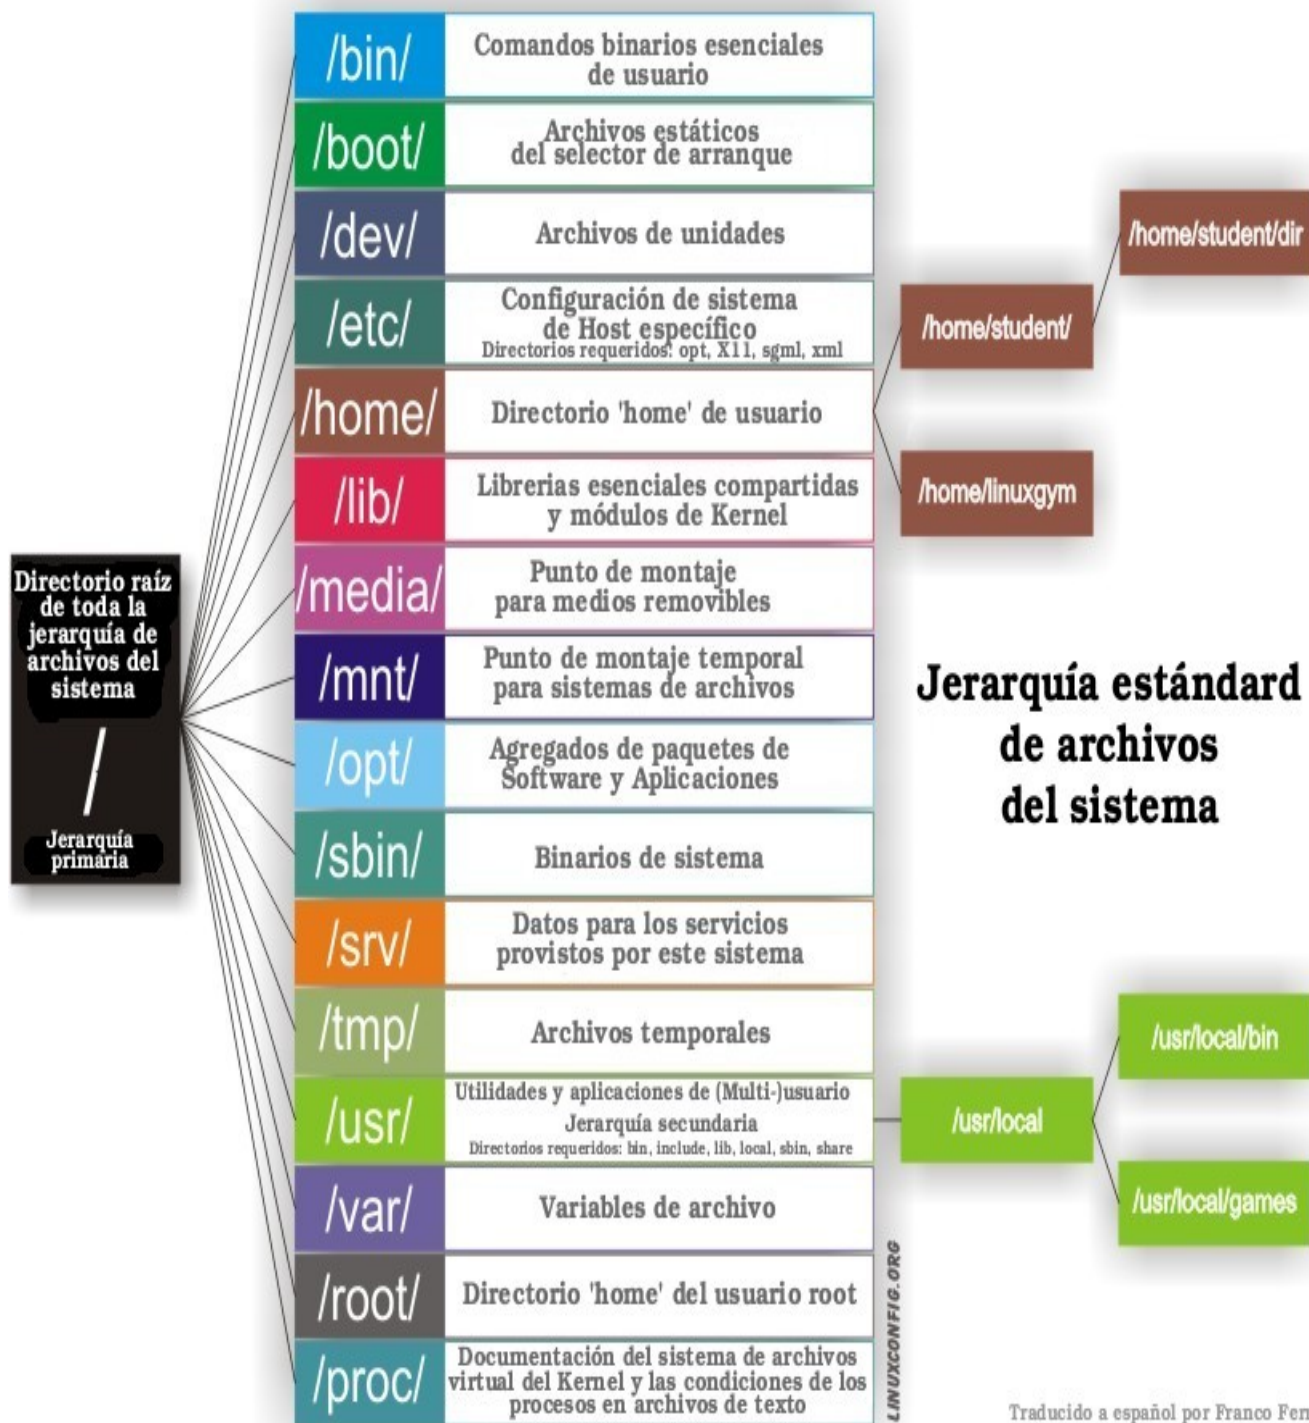 /bin/
Comandos binarios esenciales
de usuario
/boot/
Archivos estáticos
del selector de arranque
/dev/
Archivos de unidades
/etc/
Configuración de sistema
de Host específico
Directorios requeridos: opt, X11, sgml, xml
/home/
Directorio 'home' de usuario
/home/student/
/home/student/dir
/home/linuxgym
/lib/
Librerias esenciales compartidas
y módulos de Kernel
/media/
Punto de montaje
para medios removibles
/mnt/
Punto de montaje temporal
para sistemas de archivos
/opt/
Agregados de paquetes de
Software y Aplicaciones
/sbin/
Binarios de sistema
/srv/
Datos para los servicios
provistos por este sistema
/tmp/
Archivos temporales
/usr/
Utilidades y aplicaciones de (Multi-)usuario
Jerarquía secundaria
Directorios requeridos: bin, include, lib, local, sbin, share
/usr/local
/usr/local/bin
/usr/local/games
/var/
Variables de archivo
/root/
Directorio 'home' del usuario root
/proc/
Documentación del sistema de archivos
virtual del Kernel y las condiciones de los
procesos en archivos de texto
Directorio raíz
de toda la
jerarquía de
archivos del
sistema
/
Jerarquía
primaria
Jerarquía estándard
de archivos
del sistema
LINUXCONFIG.ORG
Traducido a español por Franco